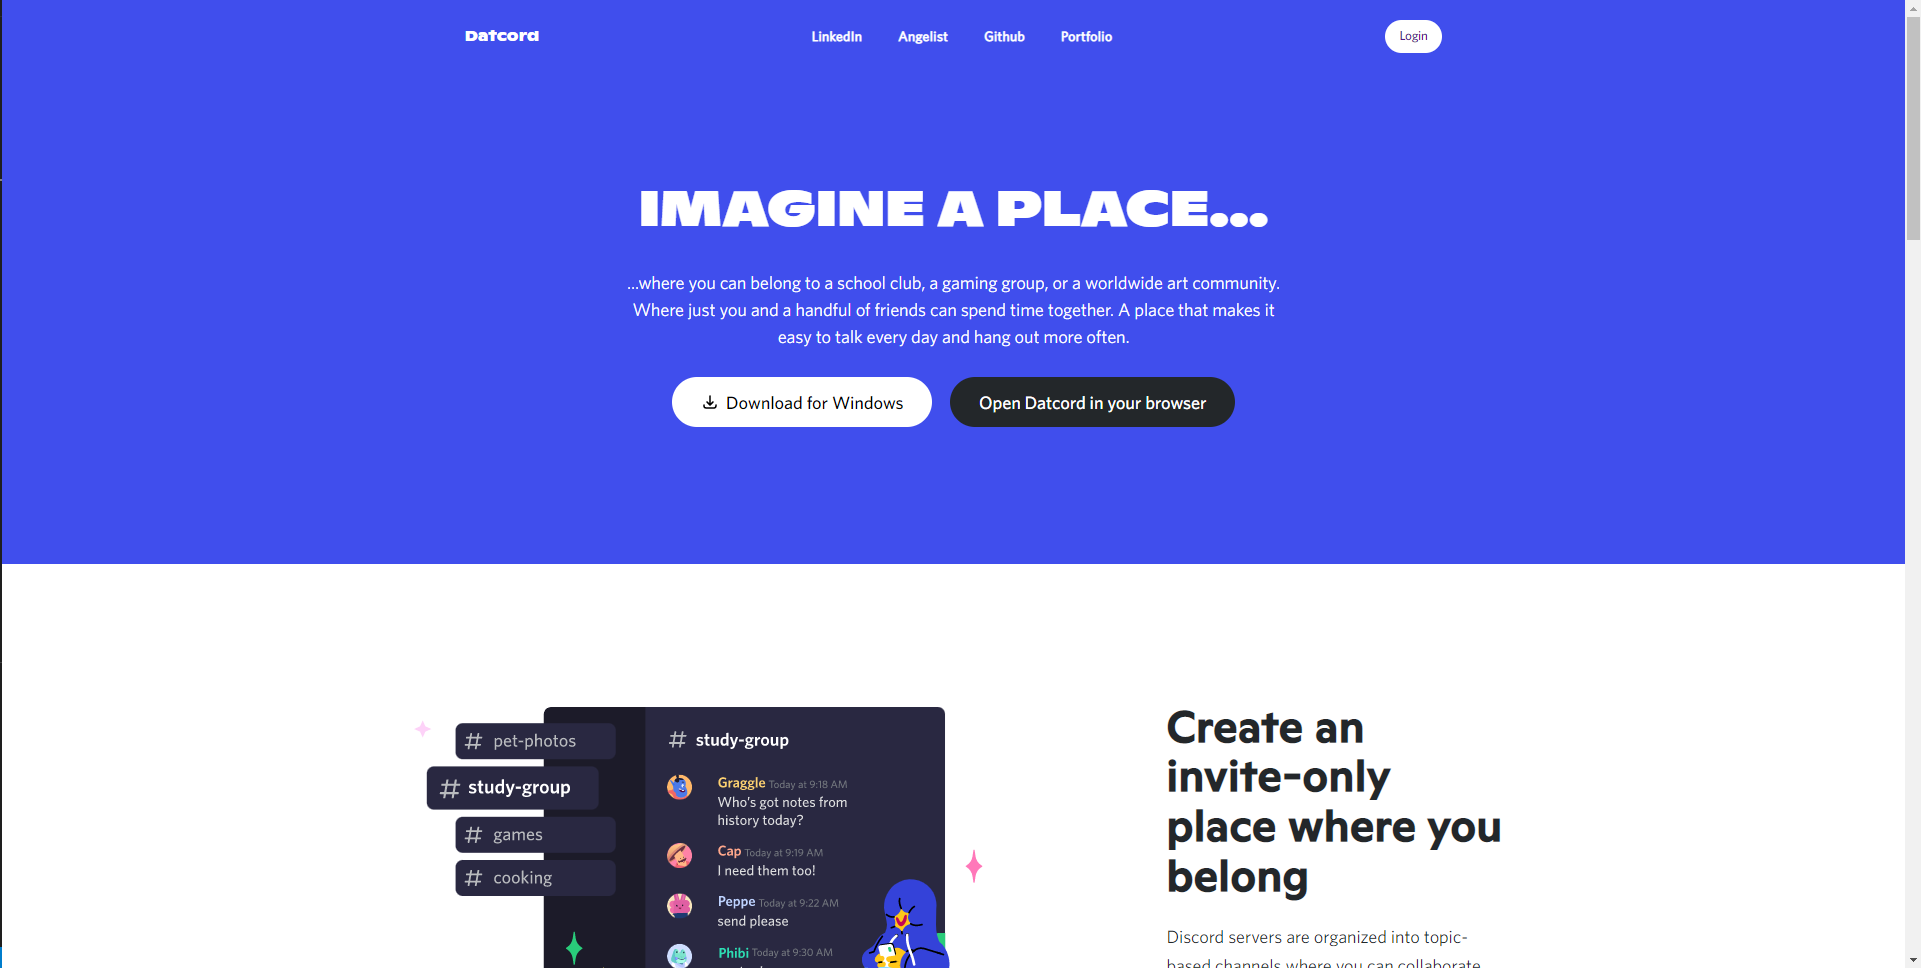 Datcord
LinkedIn
Angelist
Github
Portfolio
Login
IMAGINE A PLACE...
...where you can belong to a school club, a gaming group, or a worldwide art community.
Where just you and a handful of friends can spend time together. A place that makes it
easy to talk every day and hang out more often.
Download for Windows
Open Datcord in your browser
# pet-photos
# study-group
# games
# cooking
# study-group
Graggle Today at 9:18 AM
Who's got notes from
history today?
Cap Today at 9:19 AM
I need them too!
Peppe Today at 9:22 AM
send please
Phibi Today at 9:30 AM
Create an
invite-only
place where you
belong
Discord servers are organized into topic-
based channels where you can collaborate